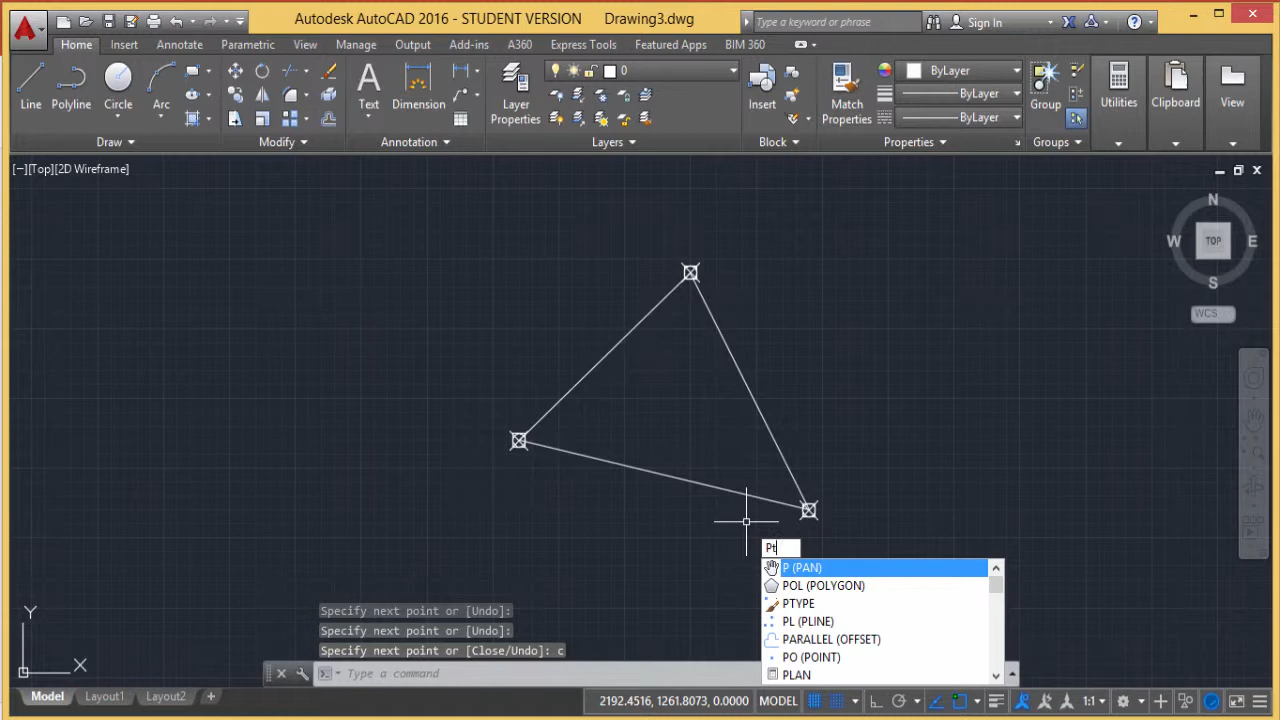 Autodesk AutoCAD 2016 - STUDENT VERSION Drawing3.dwg
Type a keyword or phrase
Sign In
Home Insert Annotate Parametric View Manage Output Add-ins A360 Express Tools Featured Apps BIM 360
0
ByLayer
ByLayer
ByLayer
Line Polyline Circle Arc
Text Dimension
Layer Properties
Insert
Match Properties
Group
Utilities Clipboard View
Draw Modify Annotation Layers Block Properties Groups
[−][Top][2D Wireframe]
N
W TOP E
S
WCS
Pt
P (PAN)
POL (POLYGON)
PTYPE
PL (PLINE)
PARALLEL (OFFSET)
PO (POINT)
PLAN
Specify next point or [Undo]:
Specify next point or [Undo]:
Specify next point or [Close/Undo]: c
Type a command
Y
X
Model Layout1 Layout2 +
2192.4516, 1261.8073, 0.0000 MODEL 1:1